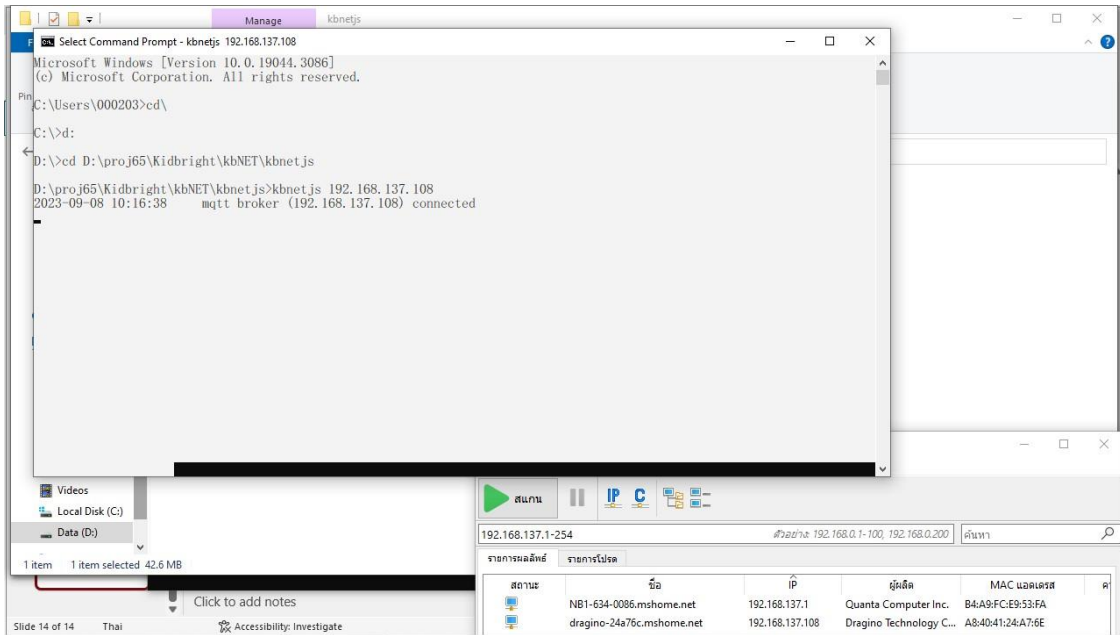 Manage
kbnetjs
Select Command Prompt - kbnetjs 192.168.137.108
Microsoft Windows [Version 10.0.19044.3086]
(c) Microsoft Corporation. All rights reserved.
C:\Users\000203>cd\
C:\>d:
D:\>cd D:\proj65\Kidbright\kbNET\kbnetjs
D:\proj65\Kidbright\kbNET\kbnetjs>kbnetjs 192.168.137.108
2023-09-08 10:16:38 mqtt broker (192.168.137.108) connected
Pin
Videos
Local Disk (C:)
Data (D:)
1 item 1 item selected 42.6 MB
Click to add notes
Slide 14 of 14 Thai Accessibility: Investigate
สแกน IP C
192.168.137.1-254 ตัวอย่าง: 192.168.0.1-100, 192.168.0.200 ค้นหา
รายการผลลัพธ์ รายการโปรด
สถานะ ชื่อ IP ผู้ผลิต MAC แอดเดรส
NB1-634-0086.mshome.net 192.168.137.1 Quanta Computer Inc. B4:A9:FC:E9:53:FA
dragino-24a76c.mshome.net 192.168.137.108 Dragino Technology C... A8:40:41:24:A7:6E